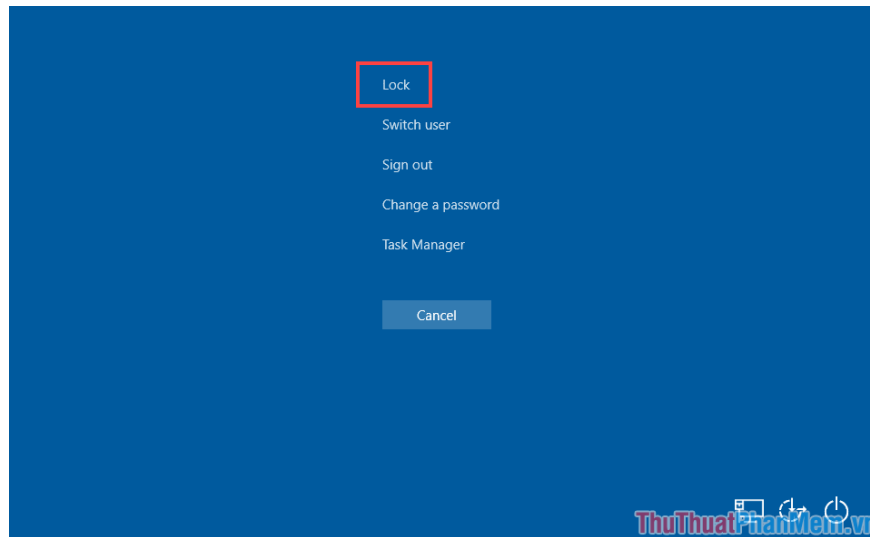 Lock
Switch user
Sign out
Change a password
Task Manager
Cancel
ThuThuatPhanMem.vn